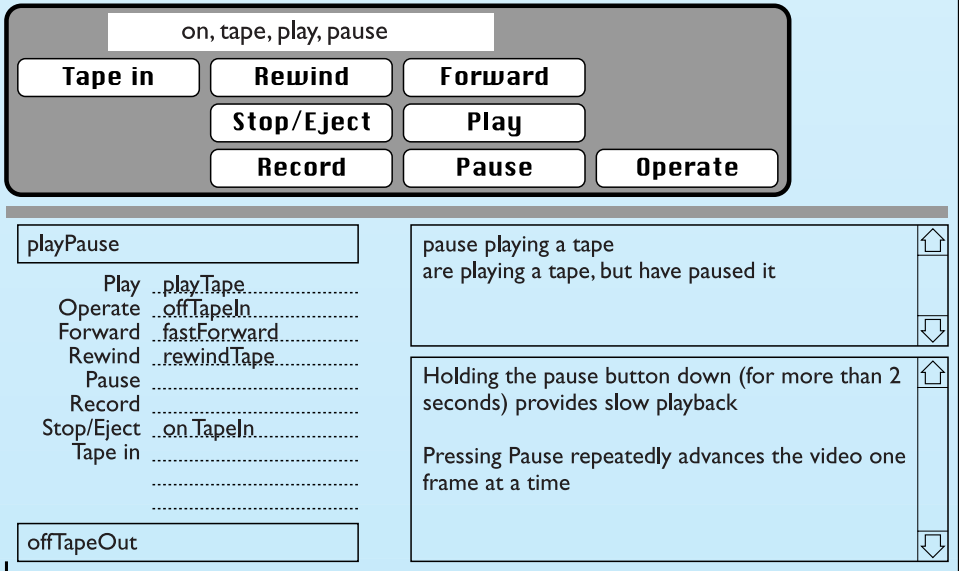 on, tape, play, pause
Tape in Rewind Forward
Stop/Eject Play
Record Pause Operate
playPause
Play playTape
Operate offTapeIn
Forward fastForward
Rewind rewindTape
Pause
Record
Stop/Eject on TapeIn
Tape in
offTapeOut
pause playing a tape
are playing a tape, but have paused it
Holding the pause button down (for more than 2
seconds) provides slow playback
Pressing Pause repeatedly advances the video one
frame at a time